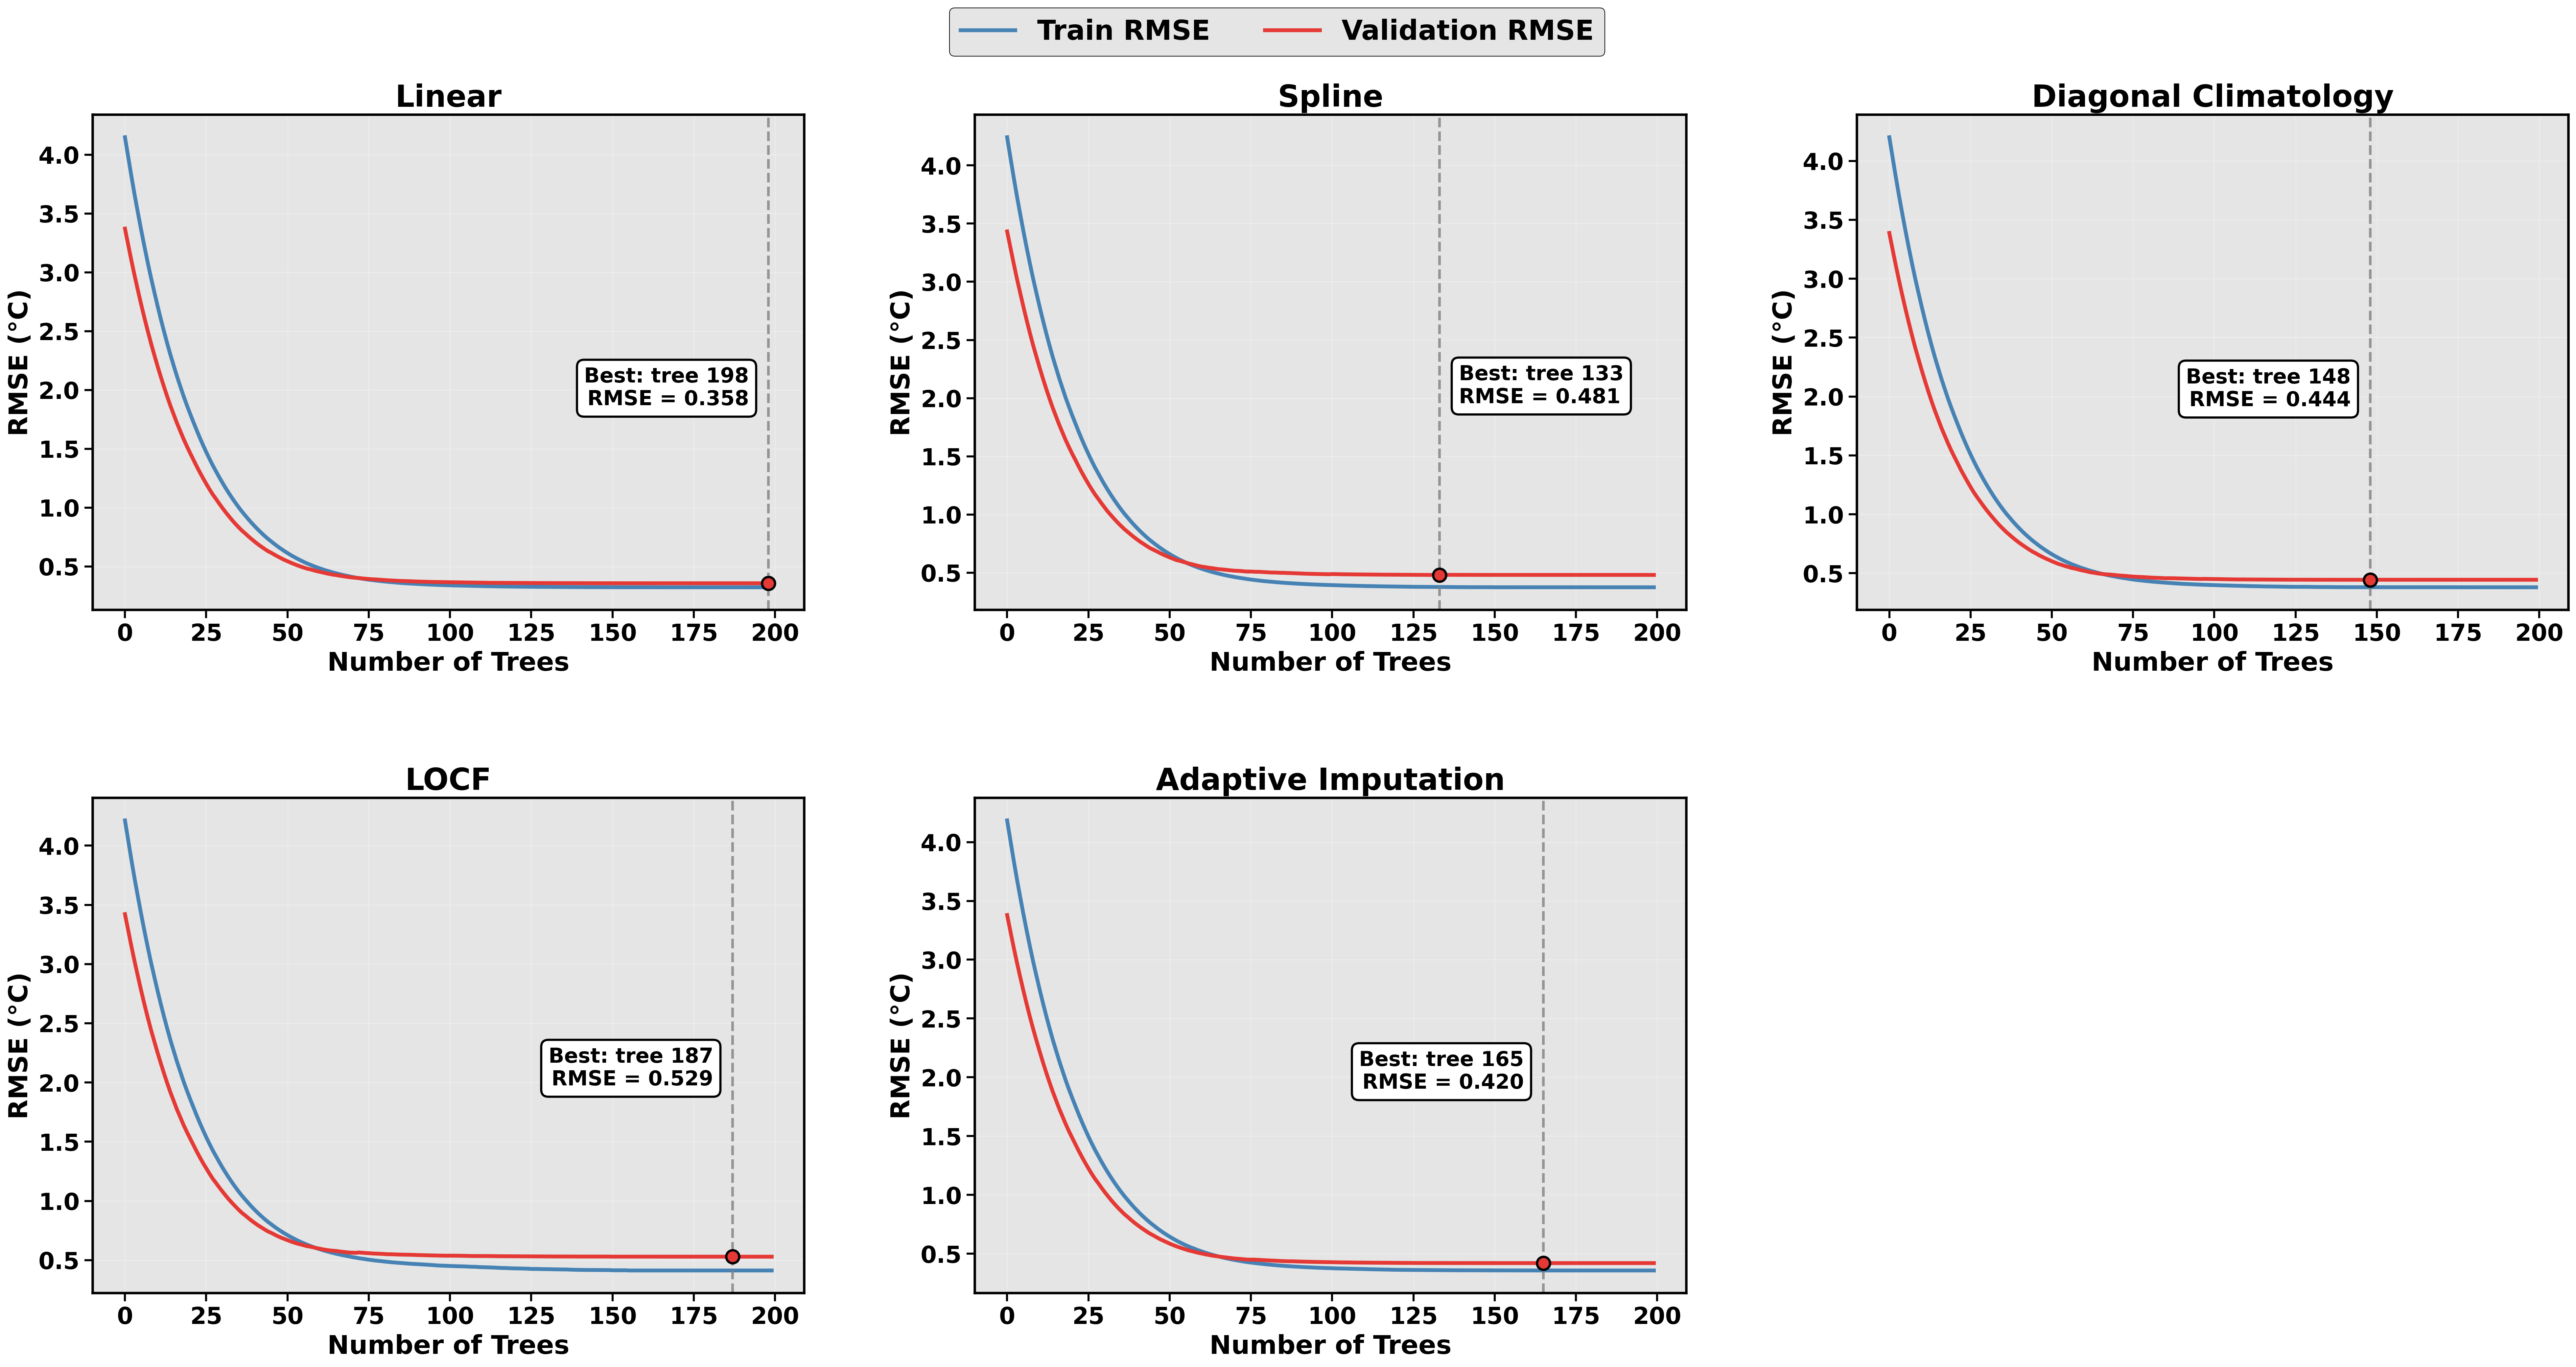 Train RMSE Validation RMSE
Linear
RMSE (°C)
4.0
3.5
3.0
2.5
2.0
1.5
1.0
0.5
Best: tree 198
RMSE = 0.358
0 25 50 75 100 125 150 175 200
Number of Trees
Spline
RMSE (°C)
4.0
3.5
3.0
2.5
2.0
1.5
1.0
0.5
Best: tree 133
RMSE = 0.481
0 25 50 75 100 125 150 175 200
Number of Trees
Diagonal Climatology
RMSE (°C)
4.0
3.5
3.0
2.5
2.0
1.5
1.0
0.5
Best: tree 148
RMSE = 0.444
0 25 50 75 100 125 150 175 200
Number of Trees
LOCF
RMSE (°C)
4.0
3.5
3.0
2.5
2.0
1.5
1.0
0.5
Best: tree 187
RMSE = 0.529
0 25 50 75 100 125 150 175 200
Number of Trees
Adaptive Imputation
RMSE (°C)
4.0
3.5
3.0
2.5
2.0
1.5
1.0
0.5
Best: tree 165
RMSE = 0.420
0 25 50 75 100 125 150 175 200
Number of Trees